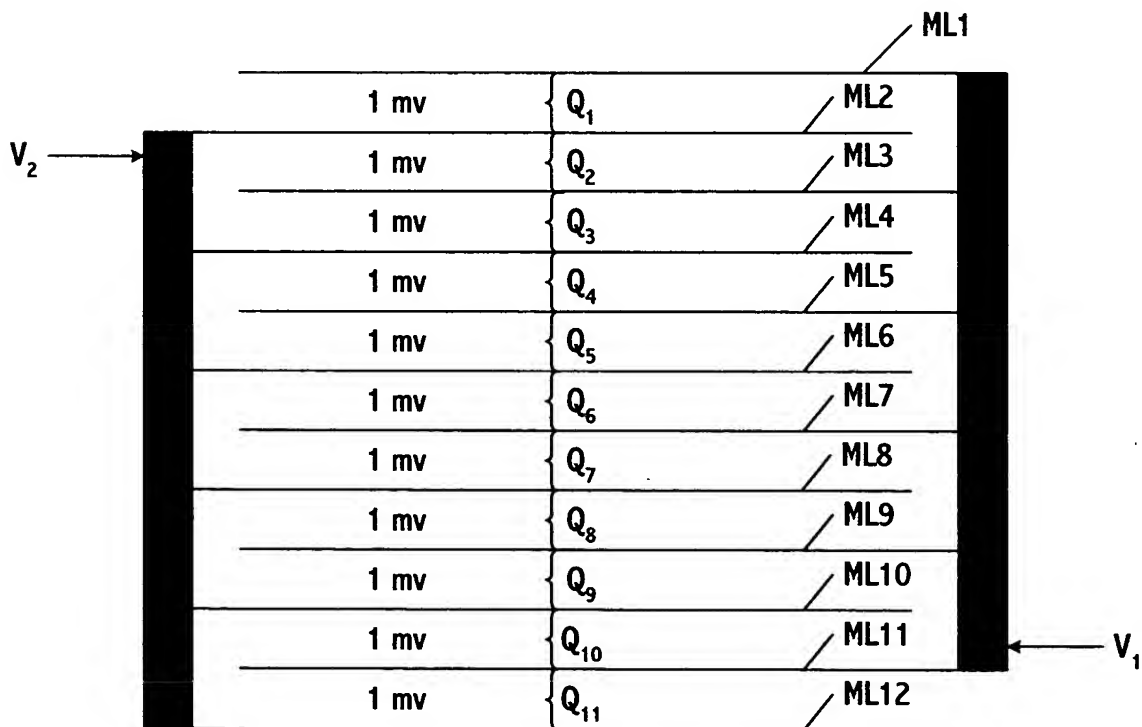 ML1
1 mv Q₁ ML2
V₂
1 mv Q₂ ML3
1 mv Q₃ ML4
1 mv Q₄ ML5
1 mv Q₅ ML6
1 mv Q₆ ML7
1 mv Q₇ ML8
1 mv Q₈ ML9
1 mv Q₉ ML10
1 mv Q₁₀ ML11
V₁
1 mv Q₁₁ ML12